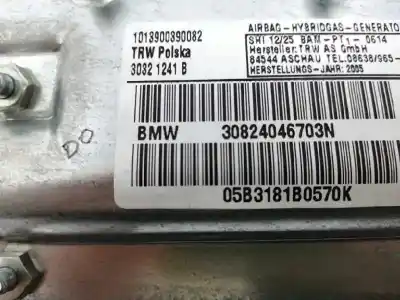 1013900390082
TRW Polska
3032 1241 B
AIRBAG-HYBRIDGAS-GENERATO
SHI 12/25 BAM-PT1-0614
Hersteller:TRW AS GmbH
84544 ASCHAU Tel.08638/965-
HERSTELLUNGS-JAHR:2005
BMW 30824046703N
05B3181B0570K
DO